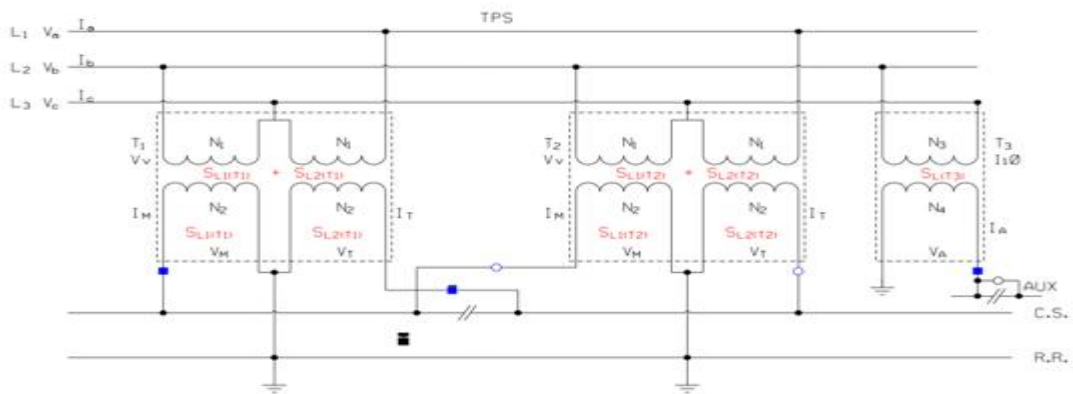 TPS
L1 Va Ia
L2 Vb Ib
L3 Vc Ic
T1 N1 N1 T2 N1 N1 N3 T3
Vv Vv I1Ø
SL1(T1) + SL2(T1) SL1(T2) + SL2(T2) SL(T3)
IM N2 N2 IT IM N2 N2 IT N4
SL1(T1) SL2(T1) SL1(T2) SL2(T2) IA
VM VT VM VT VA
AUX
C.S.
R.R.